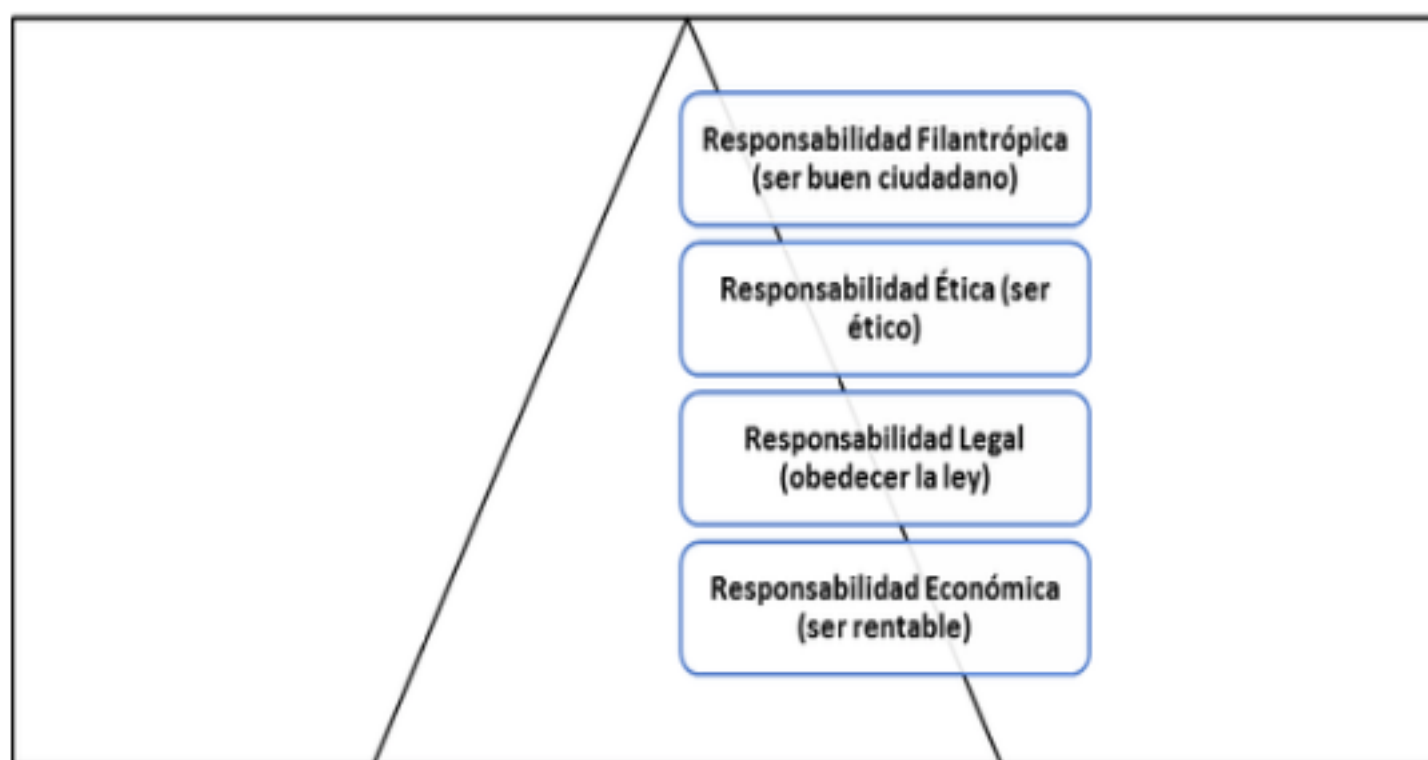 Responsabilidad Filantrópica
(ser buen ciudadano)
Responsabilidad Ética (ser
ético)
Responsabilidad Legal
(obedecer la ley)
Responsabilidad Económica
(ser rentable)